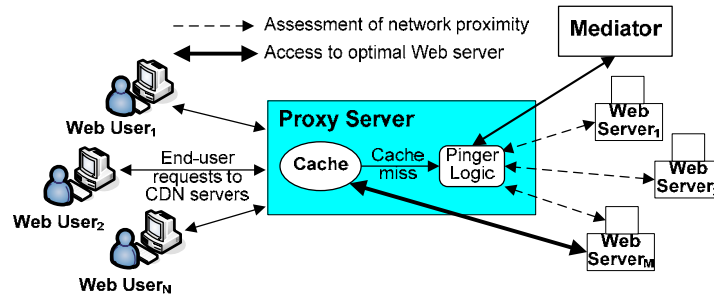 Assessment of network proximity
Access to optimal Web server
Mediator
Web User1
Proxy Server
Web
Server1
End-user
requests to
CDN servers
Cache
Cache
miss
Pinger
Logic
Web User2
Web
Server2
Web UserN
Web
ServerM